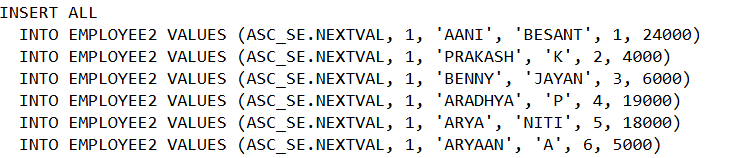 INSERT ALL
  INTO EMPLOYEE2 VALUES (ASC_SE.NEXTVAL, 1, 'AANI', 'BESANT', 1, 24000)
  INTO EMPLOYEE2 VALUES (ASC_SE.NEXTVAL, 1, 'PRAKASH', 'K', 2, 4000)
  INTO EMPLOYEE2 VALUES (ASC_SE.NEXTVAL, 1, 'BENNY', 'JAYAN', 3, 6000)
  INTO EMPLOYEE2 VALUES (ASC_SE.NEXTVAL, 1, 'ARADHYA', 'P', 4, 19000)
  INTO EMPLOYEE2 VALUES (ASC_SE.NEXTVAL, 1, 'ARYA', 'NITI', 5, 18000)
  INTO EMPLOYEE2 VALUES (ASC_SE.NEXTVAL, 1, 'ARYAAN', 'A', 6, 5000)